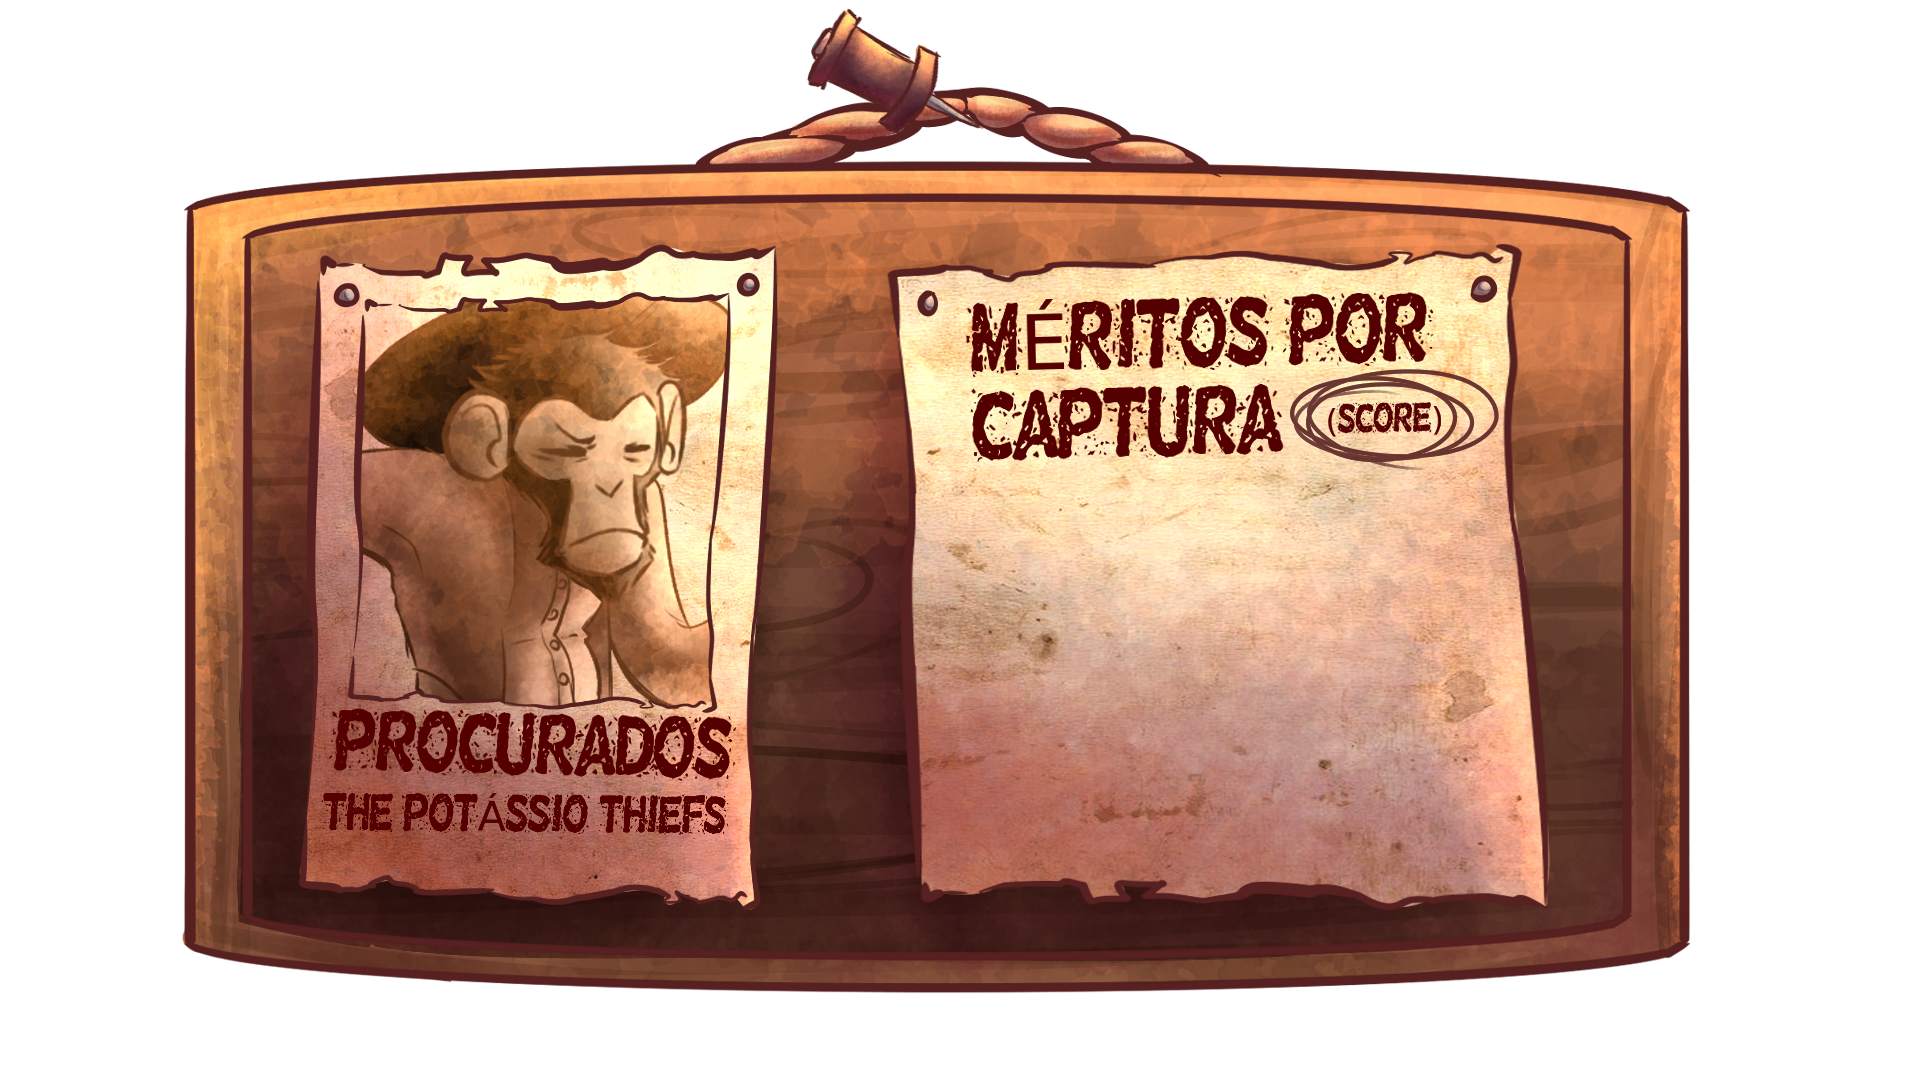 PROCURADOS
THE POTÁSSIO THIEFS
MÉRITOS POR
CAPTURA (SCORE)